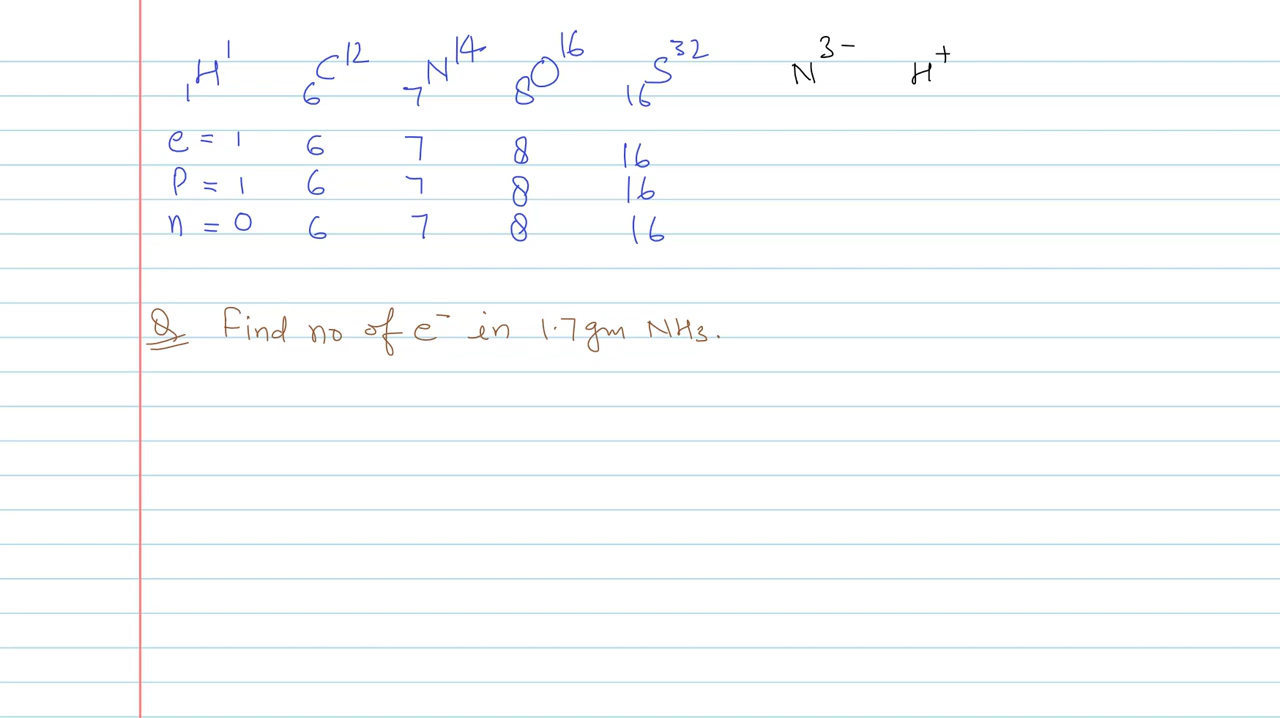 ₁H¹ ₆C¹² ₇N¹⁴ ₈O¹⁶ ₁₆S³² N³⁻ H⁺
e = 1 6 7 8 16
P = 1 6 7 8 16
n = 0 6 7 8 16
Q Find no of e⁻ in 1.7gm NH₃.